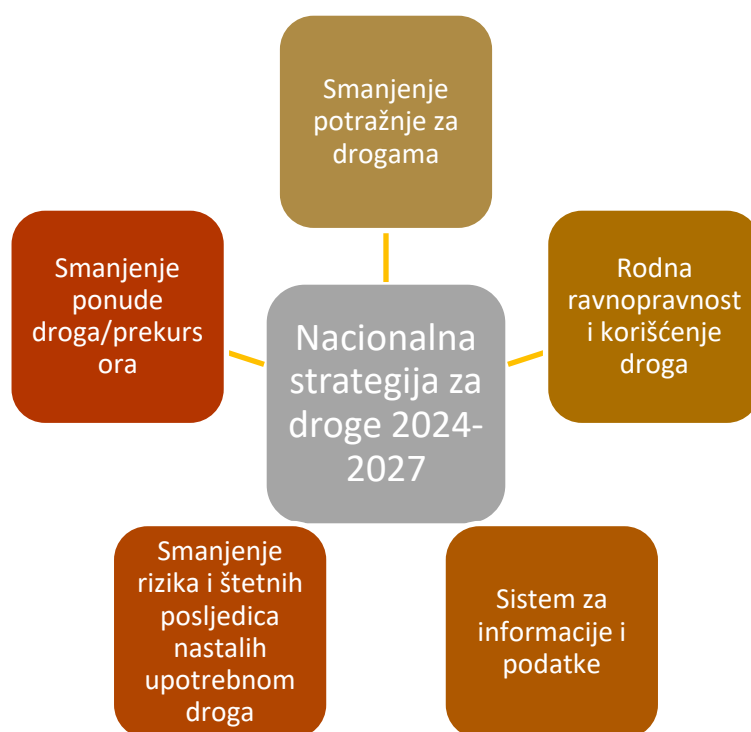 Smanjenje
potražnje za
drogama
Smanjenje
ponude
droga/prekurs
ora
Rodna
ravnopravnost
i korišćenje
droga
Nacionalna
strategija za
droge 2024-
2027
Smanjenje
rizika i štetnih
posljedica
nastalih
upotrebnom
droga
Sistem za
informacije i
podatke